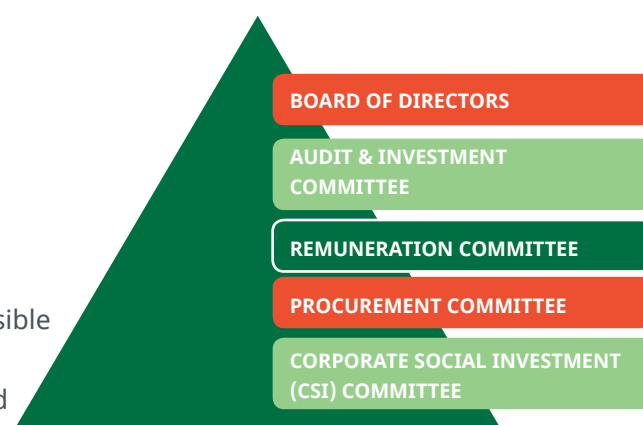 BOARD OF DIRECTORS
AUDIT & INVESTMENT
COMMITTEE
REMUNERATION COMMITTEE
PROCUREMENT COMMITTEE
CORPORATE SOCIAL INVESTMENT
(CSI) COMMITTEE